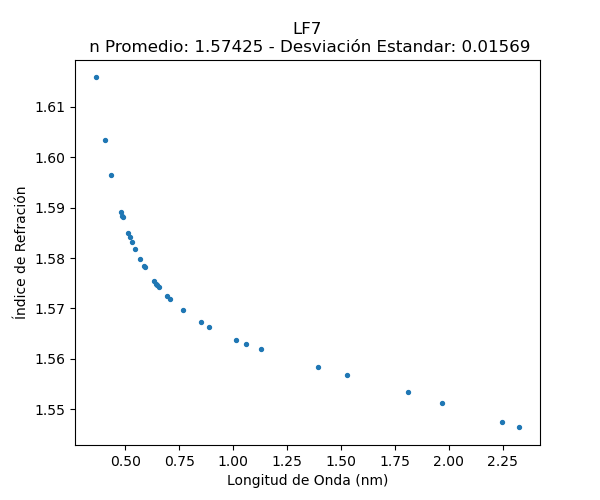 LF7
n Promedio: 1.57425 - Desviación Estandar: 0.01569
Índice de Refración
1.61
1.60
1.59
1.58
1.57
1.56
1.55
0.50 0.75 1.00 1.25 1.50 1.75 2.00 2.25
Longitud de Onda (nm)